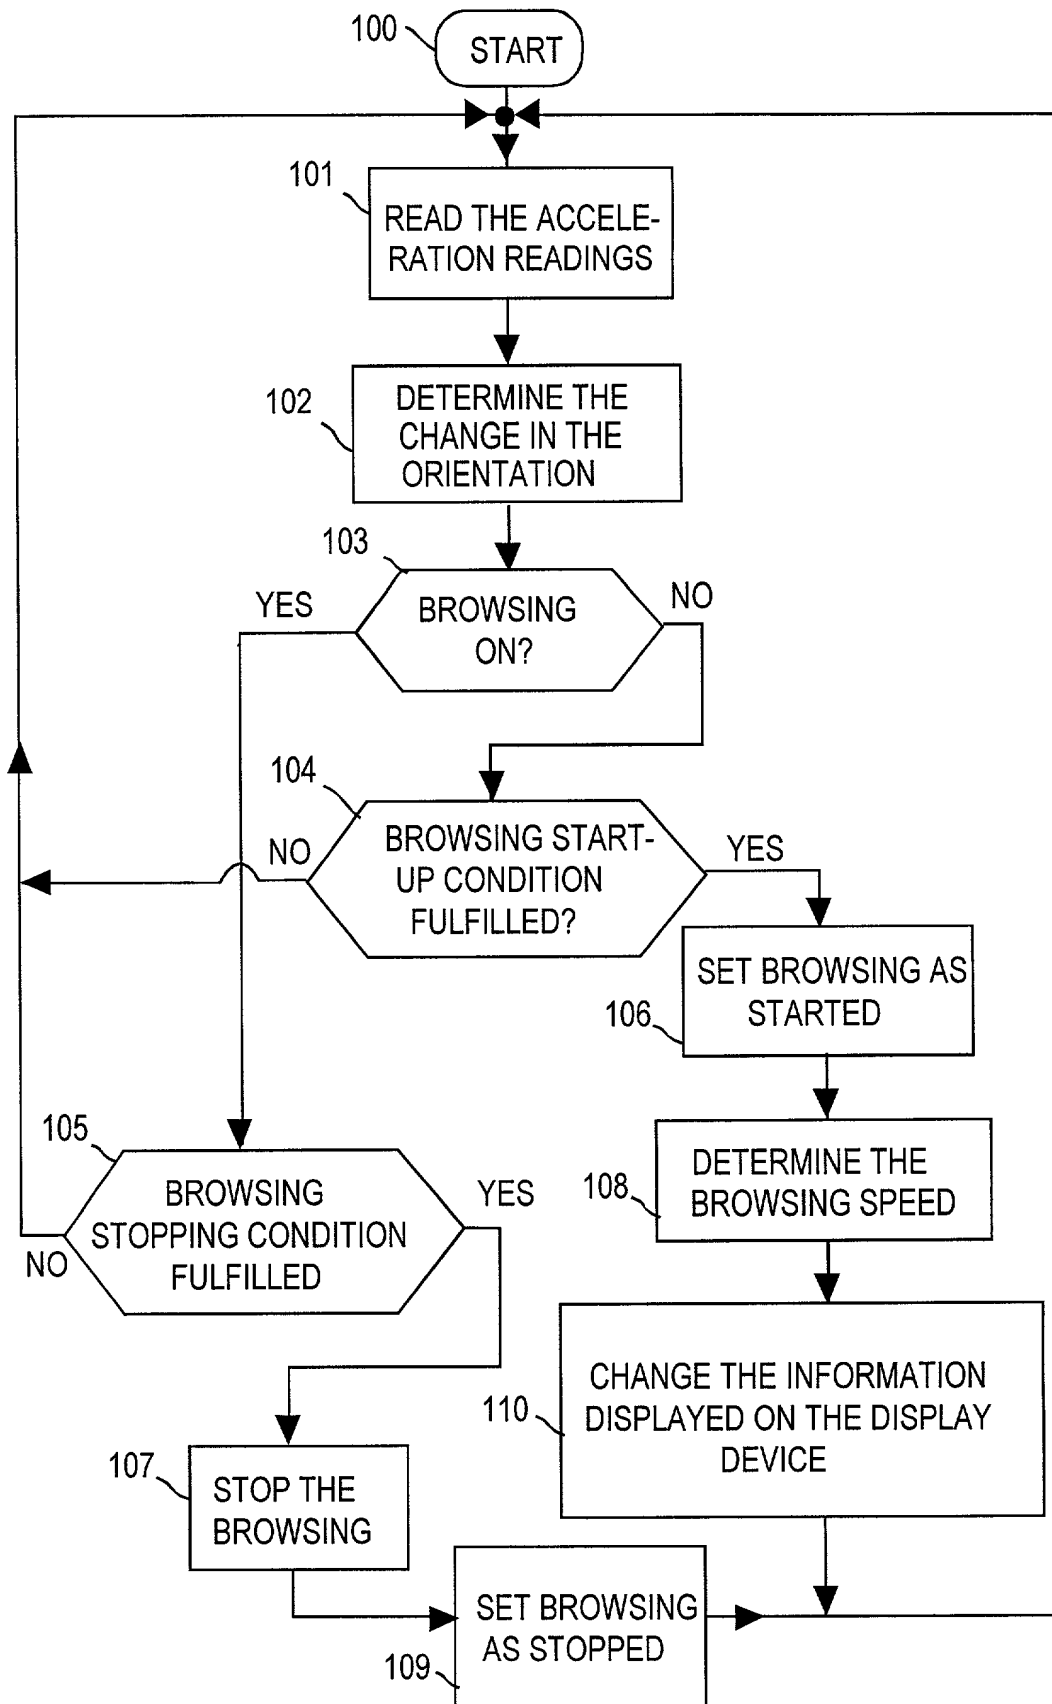 100
START
101
READ THE ACCELE-
RATION READINGS
102
DETERMINE THE
CHANGE IN THE
ORIENTATION
103
YES
BROWSING
ON?
NO
104
NO
BROWSING START-
UP CONDITION
FULFILLED?
YES
SET BROWSING AS
STARTED
106
105
BROWSING
STOPPING CONDITION
FULFILLED
YES
NO
DETERMINE THE
BROWSING SPEED
108
CHANGE THE INFORMATION
DISPLAYED ON THE DISPLAY
DEVICE
110
107
STOP THE
BROWSING
SET BROWSING
AS STOPPED
109